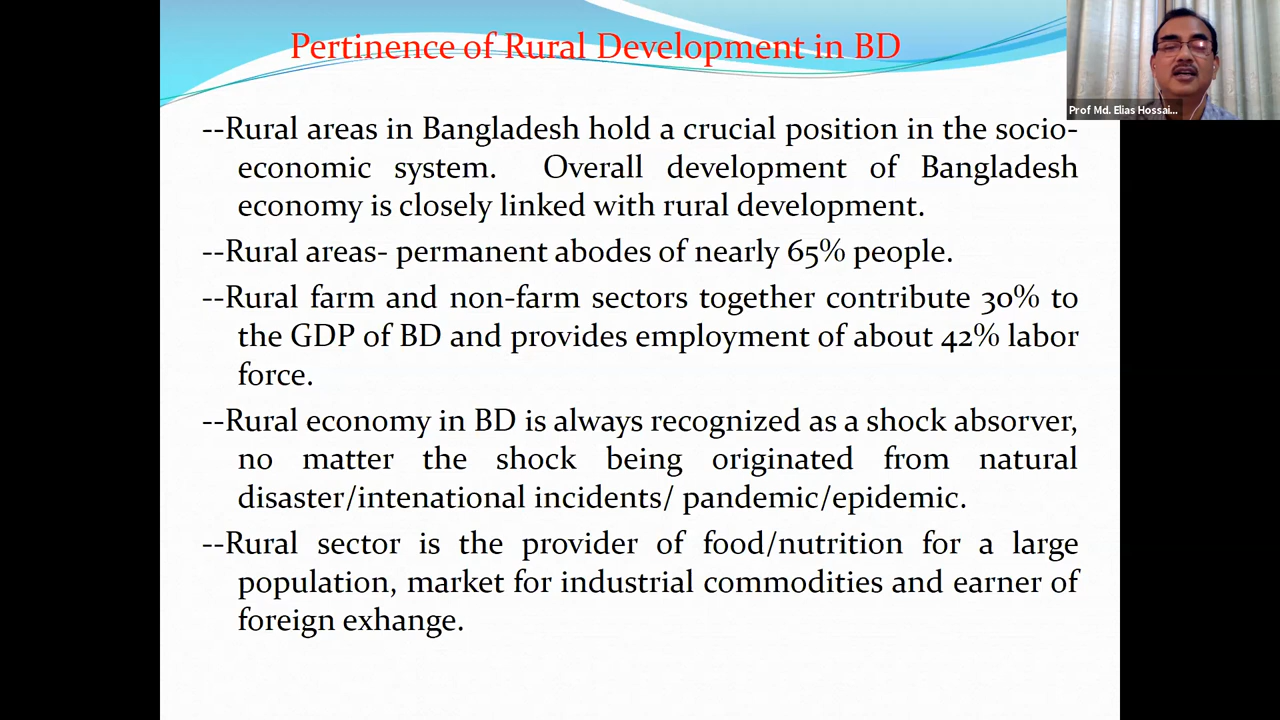 Pertinence of Rural Development in BD
Prof Md. Elias Hossai...
--Rural areas in Bangladesh hold a crucial position in the socio-
economic system. Overall development of Bangladesh
economy is closely linked with rural development.
--Rural areas- permanent abodes of nearly 65% people.
--Rural farm and non-farm sectors together contribute 30% to
the GDP of BD and provides employment of about 42% labor
force.
--Rural economy in BD is always recognized as a shock absorver,
no matter the shock being originated from natural
disaster/intenational incidents/ pandemic/epidemic.
--Rural sector is the provider of food/nutrition for a large
population, market for industrial commodities and earner of
foreign exhange.